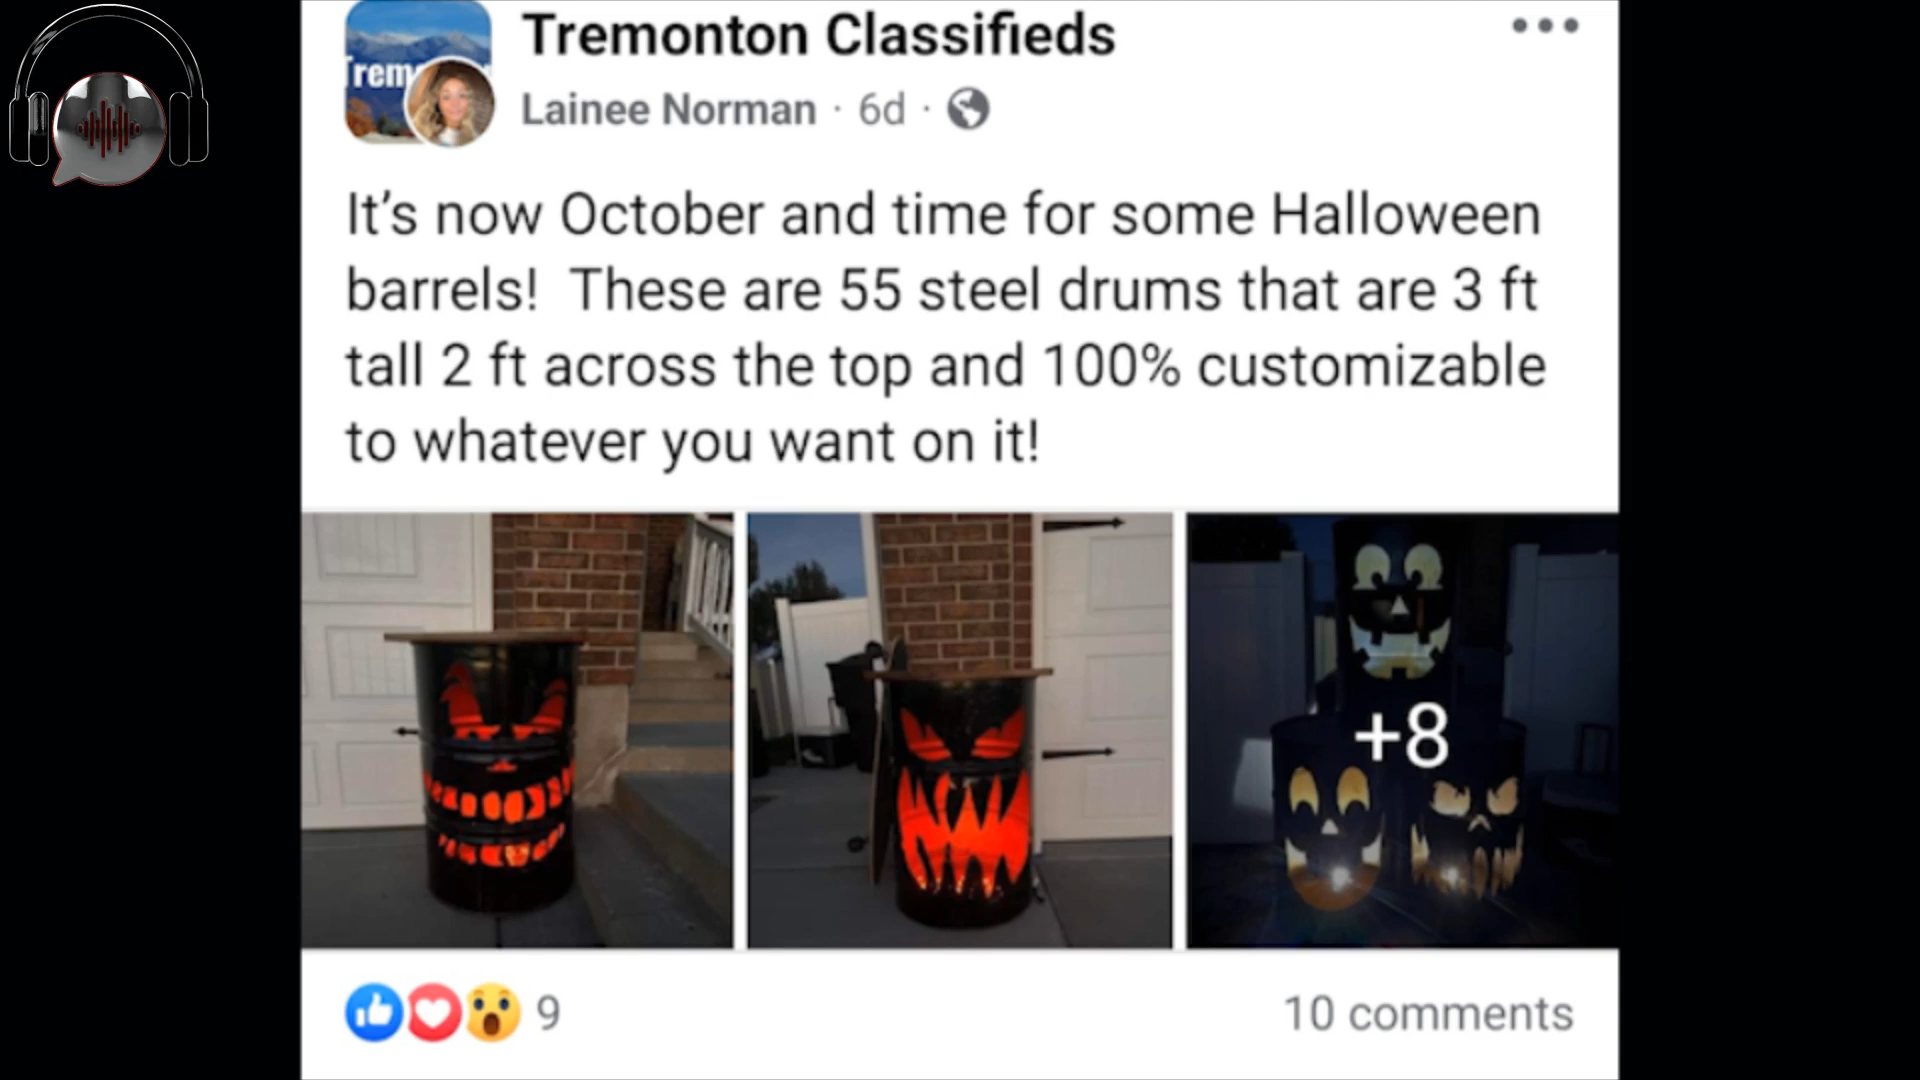 Trem
Tremonton Classifieds
Lainee Norman · 6d ·
It’s now October and time for some Halloween
barrels!  These are 55 steel drums that are 3 ft
tall 2 ft across the top and 100% customizable
to whatever you want on it!
+8
9
10 comments